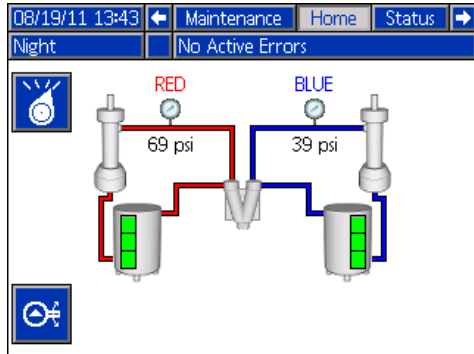 08/19/11 13:43 Maintenance Home Status
Night No Active Errors
RED BLUE
69 psi 39 psi